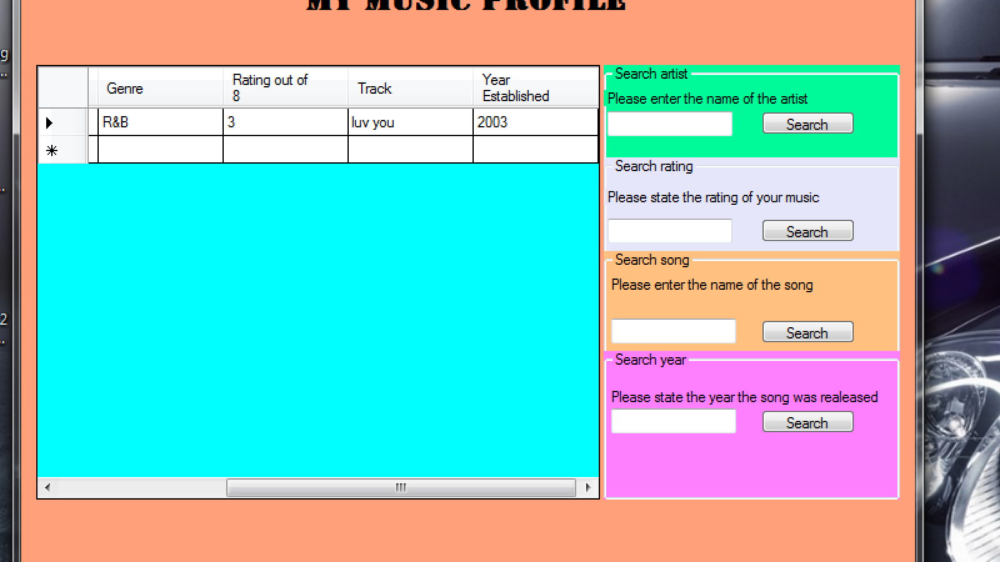 MY MUSIC PROFILE
Genre
Rating out of
8
Track
Year
Established
R&B
3
luv you
2003
Search artist
Please enter the name of the artist
Search
Search rating
Please state the rating of your music
Search
Search song
Please enter the name of the song
Search
Search year
Please state the year the song was realeased
Search
g
..
..
2
..